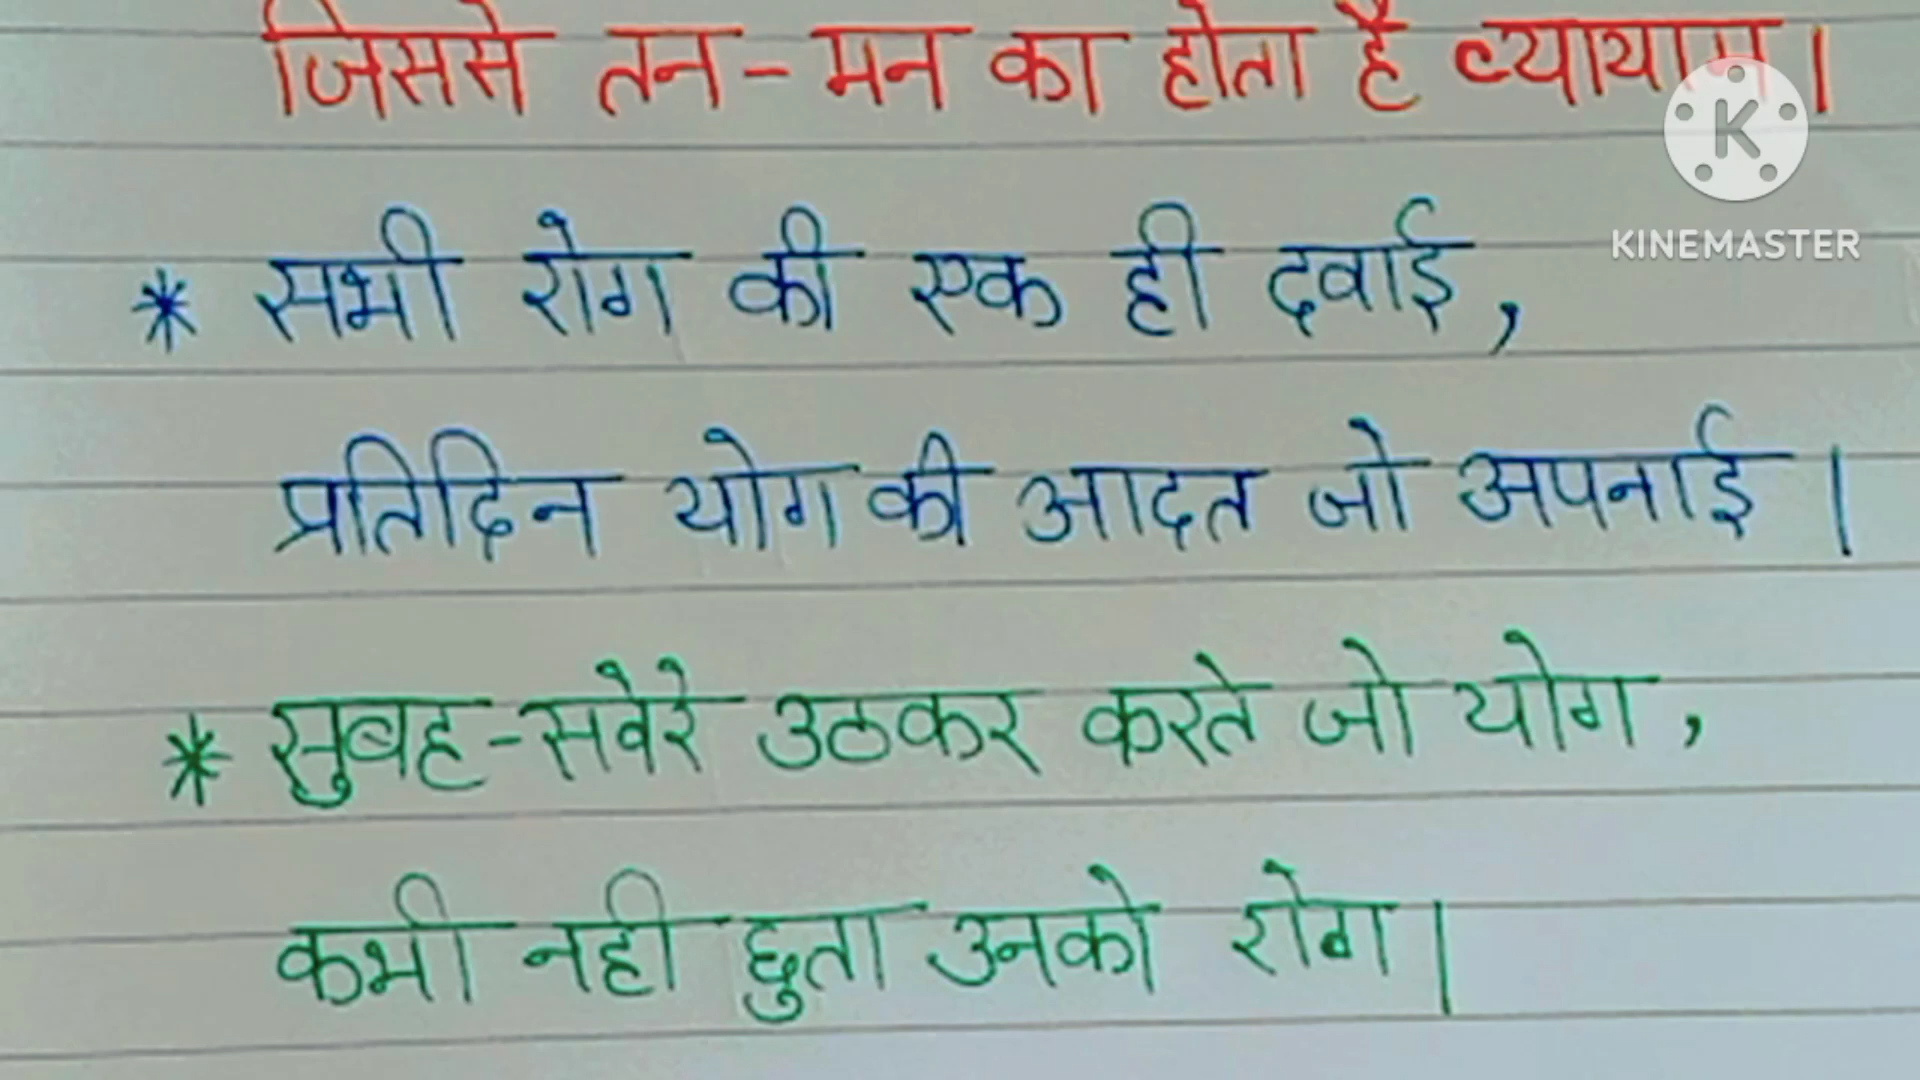 जिससे तन-मन का होता है व्यायाम।
K
KINEMASTER
* सभी रोग की एक ही दवाई,
प्रतिदिन योग की आदत जो अपनाई।
* सुबह-सवेरे उठकर करते जो योग,
कभी नही छुता उनको रोग।